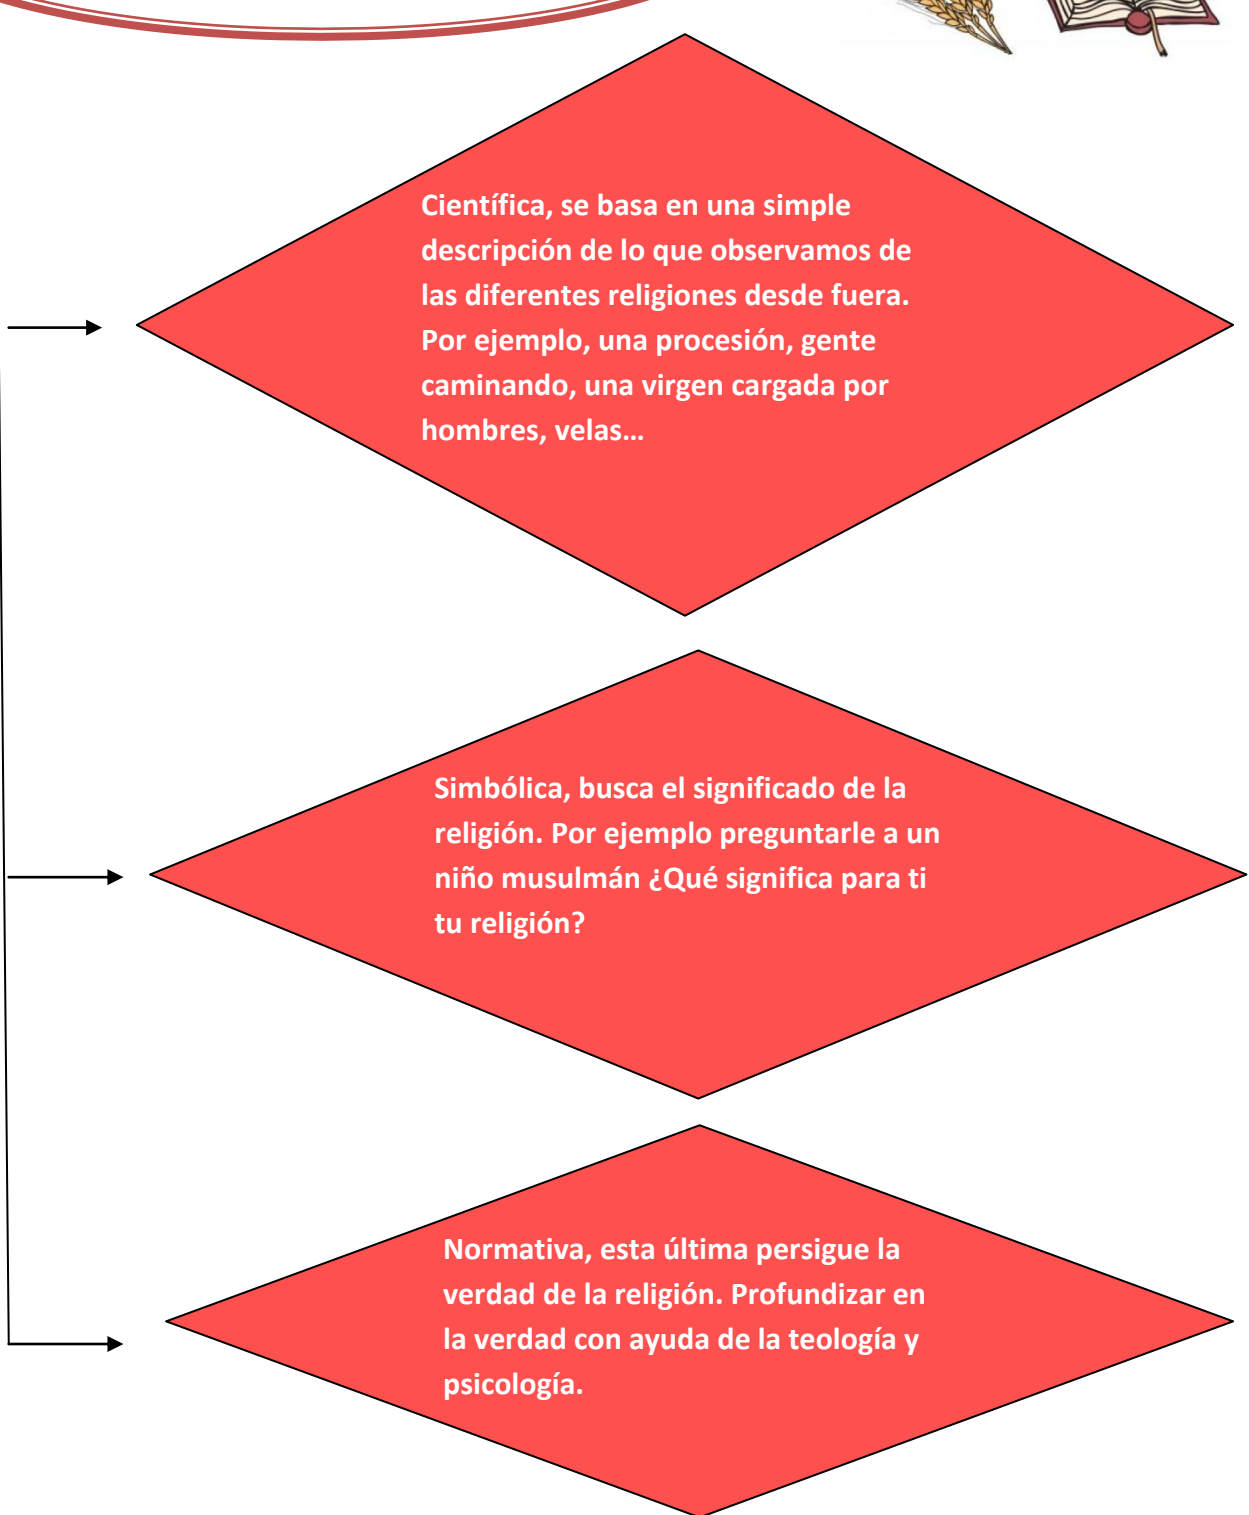 Científica, se basa en una simple
descripción de lo que observamos de
las diferentes religiones desde fuera.
Por ejemplo, una procesión, gente
caminando, una virgen cargada por
hombres, velas…
Simbólica, busca el significado de la
religión. Por ejemplo preguntarle a un
niño musulmán ¿Qué significa para ti
tu religión?
Normativa, esta última persigue la
verdad de la religión. Profundizar en
la verdad con ayuda de la teología y
psicología.